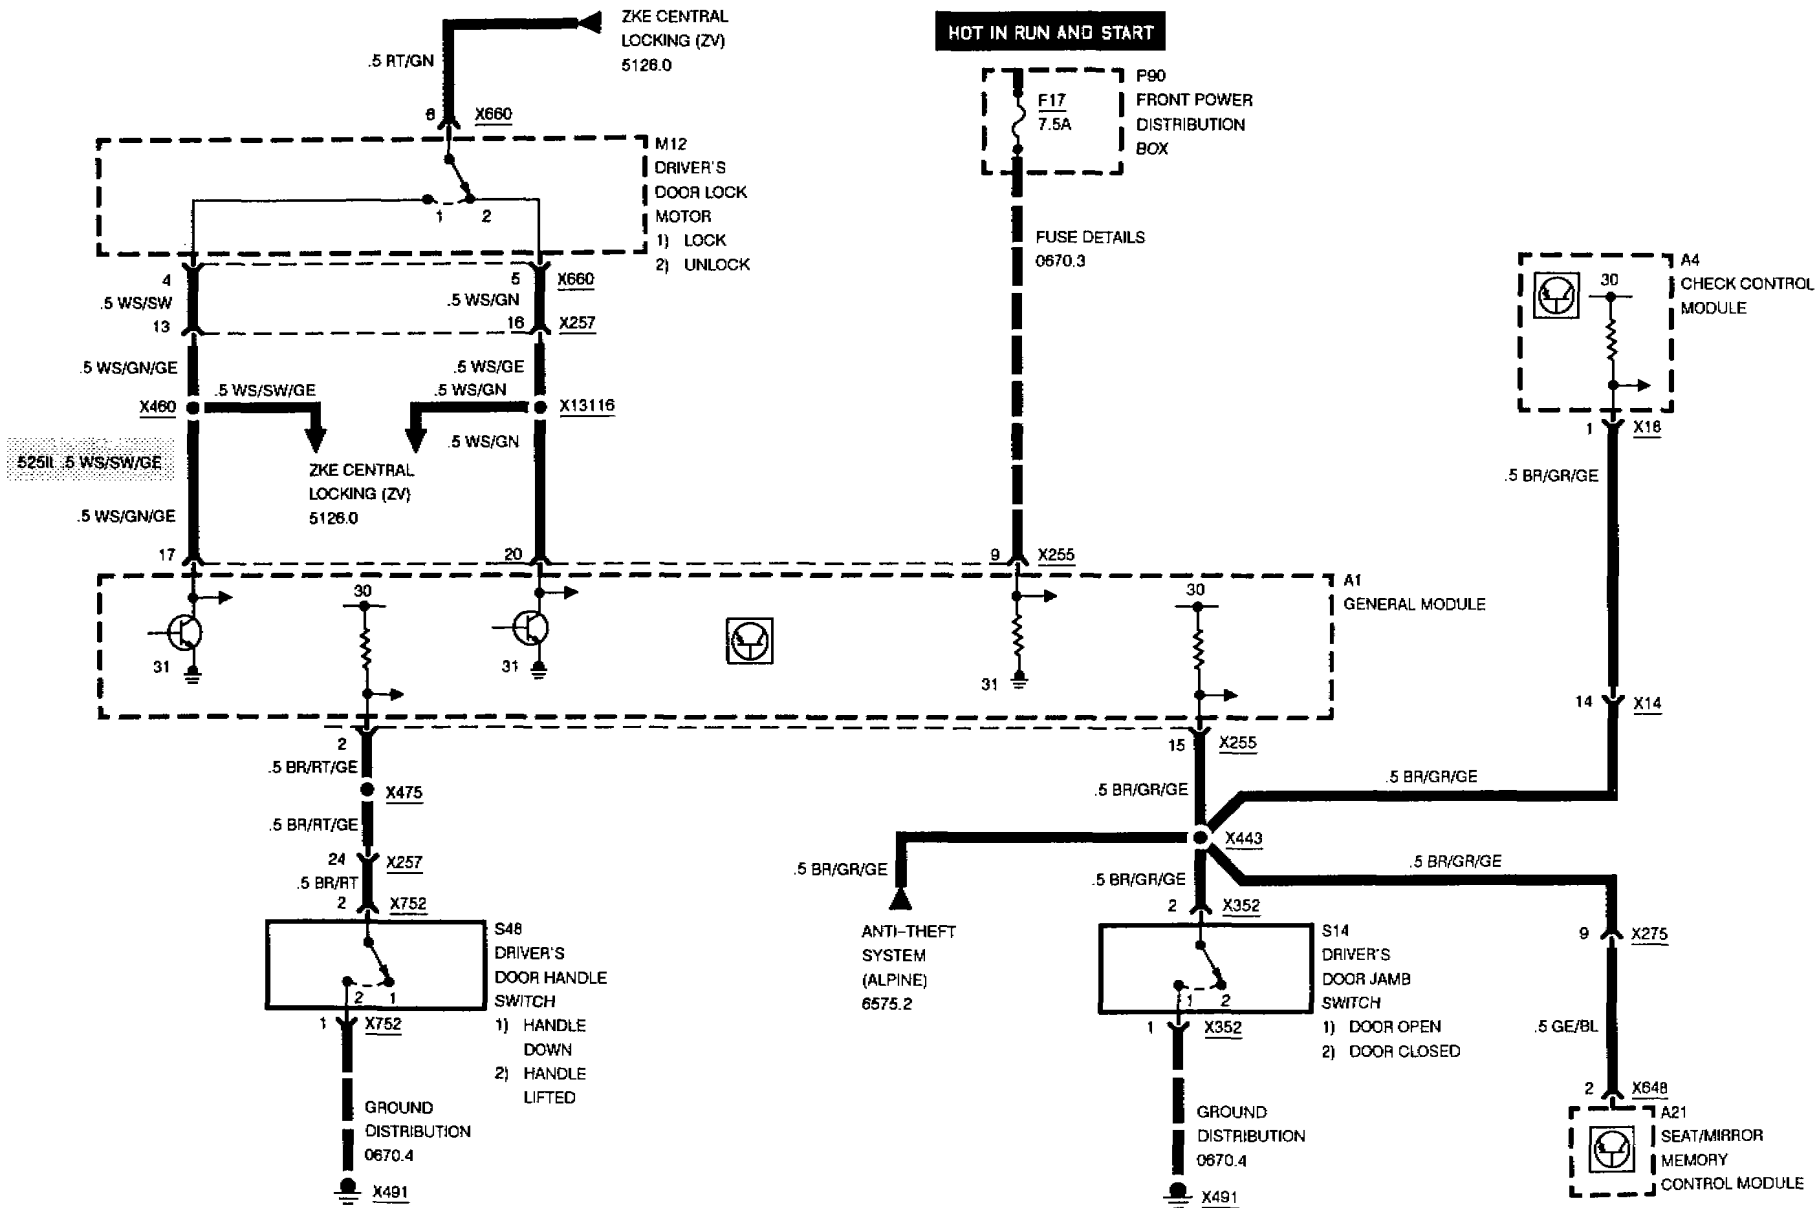 ZKE CENTRAL
LOCKING (ZV)
5126.0
.5 RT/GN
6
X660
M12
DRIVER'S
DOOR LOCK
MOTOR
1) LOCK
2) UNLOCK
1
2
4
5
X660
.5 WS/SW
.5 WS/GN
13
16
X257
.5 WS/GN/GE
.5 WS/GE
.5 WS/SW/GE
.5 WS/GN
X460
X13116
.5 WS/GN
525iL .5 WS/SW/GE
ZKE CENTRAL
LOCKING (ZV)
5126.0
.5 WS/GN/GE
17
20
HOT IN RUN AND START
F17
7.5A
P90
FRONT POWER
DISTRIBUTION
BOX
FUSE DETAILS
0670.3
9
X255
A4
CHECK CONTROL
MODULE
30
1
X18
.5 BR/GR/GE
14
X14
.5 BR/GR/GE
A1
GENERAL MODULE
31
30
31
31
30
2
.5 BR/RT/GE
X475
.5 BR/RT/GE
24
X257
.5 BR/RT
2
X752
S48
DRIVER'S
DOOR HANDLE
SWITCH
1) HANDLE
DOWN
2) HANDLE
LIFTED
2
1
1
X752
GROUND
DISTRIBUTION
0670.4
X491
15
X255
.5 BR/GR/GE
X443
.5 BR/GR/GE
ANTI-THEFT
SYSTEM
(ALPINE)
6575.2
.5 BR/GR/GE
2
X352
S14
DRIVER'S
DOOR JAMB
SWITCH
1) DOOR OPEN
2) DOOR CLOSED
1
2
1
X352
GROUND
DISTRIBUTION
0670.4
X491
.5 BR/GR/GE
9
X275
.5 GE/BL
2
X648
A21
SEAT/MIRROR
MEMORY
CONTROL MODULE